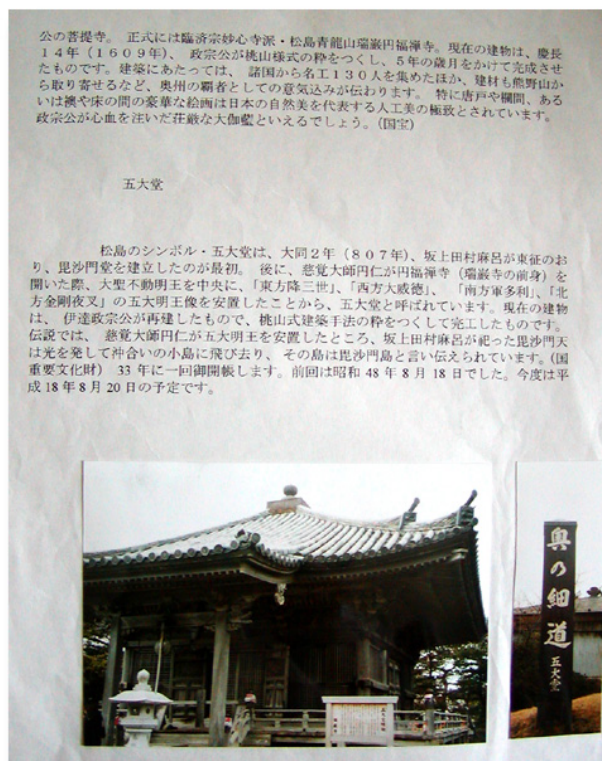 公の菩提寺。 正式には臨済宗妙心寺派・松島青龍山瑞巌円福禅寺。現在の建物は、慶長
14年(1609年)、 政宗公が桃山様式の粋をつくし、5年の歳月をかけて完成させ
たものです。建築にあたっては、 諸国から名工130人を集めたほか、建材も熊野山か
ら取り寄せるなど、奥州の覇者としての意気込みが伝わります。 特に唐戸や欄間、ある
いは襖や床の間の豪華な絵画は日本の自然美を代表する人工美の極致とされています。
政宗公が心血を注いだ荘厳な大伽藍といえるでしょう。(国宝)
五大堂
松島のシンボル・五大堂は、大同2年(807年)、坂上田村麻呂が東征のお
り、毘沙門堂を建立したのが最初。 後に、慈覚大師円仁が円福禅寺(瑞巌寺の前身)を
開いた際、大聖不動明王を中央に、「東方降三世」、「西方大威徳」、 「南方軍多利」、「北
方金剛夜叉」の五大明王像を安置したことから、五大堂と呼ばれています。現在の建物
は、 伊達政宗公が再建したもので、桃山式建築手法の粋をつくして完工したものです。
伝説では、 慈覚大師円仁が五大明王を安置したところ、坂上田村麻呂が祀った毘沙門天
は光を発して沖合いの小島に飛び去り、 その島は毘沙門島と言い伝えられています。(国
重要文化財) 33年に一回御開帳します。前回は昭和48年8月18日でした。今度は平
成18年8月20日の予定です。
奥の細道
五大堂